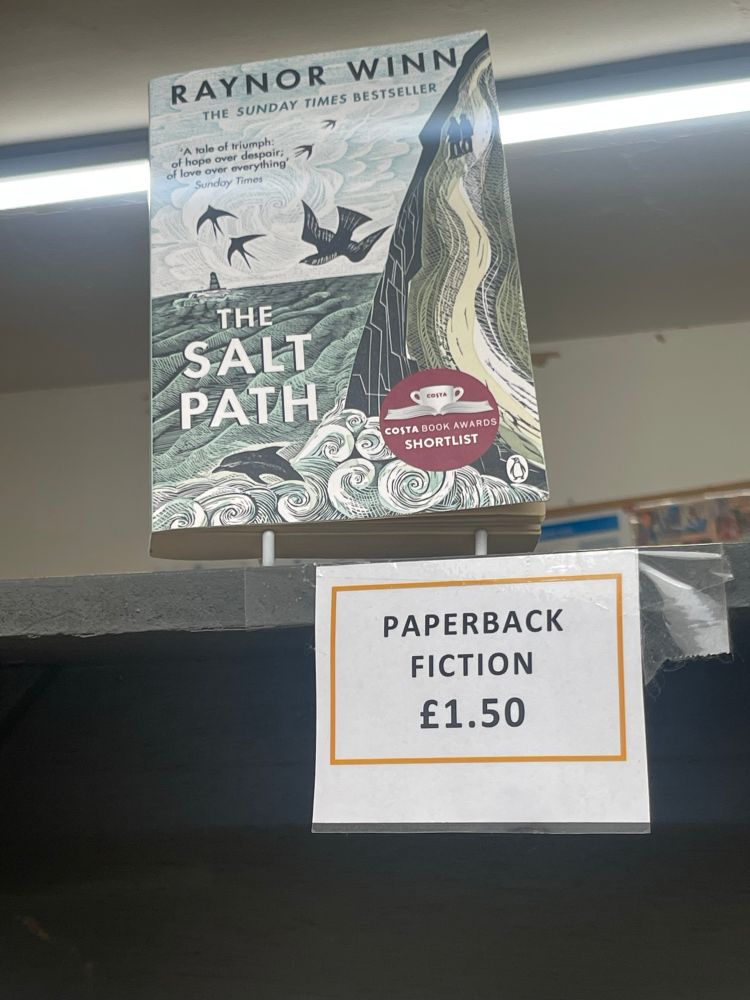 RAYNOR WINN
THE SUNDAY TIMES BESTSELLER
'A tale of triumph:
of hope over despair;
of love over everything'
Sunday Times
THE
SALT
PATH
COSTA
COSTA BOOK AWARDS
SHORTLIST
PAPERBACK
FICTION
£1.50